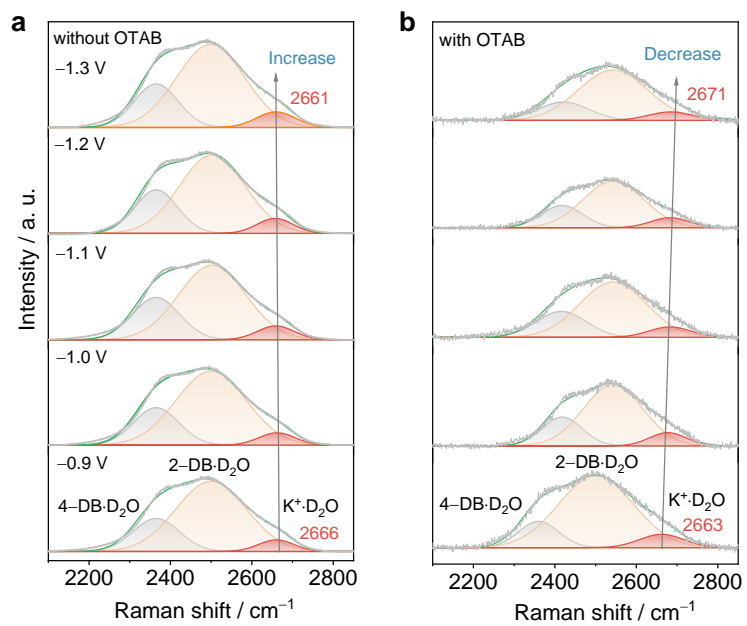 a
without OTAB
Increase
−1.3 V
2661
−1.2 V
−1.1 V
−1.0 V
−0.9 V
2−DB·D₂O
4−DB·D₂O
K⁺·D₂O
2666
2200 2400 2600 2800
Raman shift / cm⁻¹
Intensity / a. u.
b
with OTAB
Decrease
2671
2−DB·D₂O
4−DB·D₂O
K⁺·D₂O
2663
2200 2400 2600 2800
Raman shift / cm⁻¹